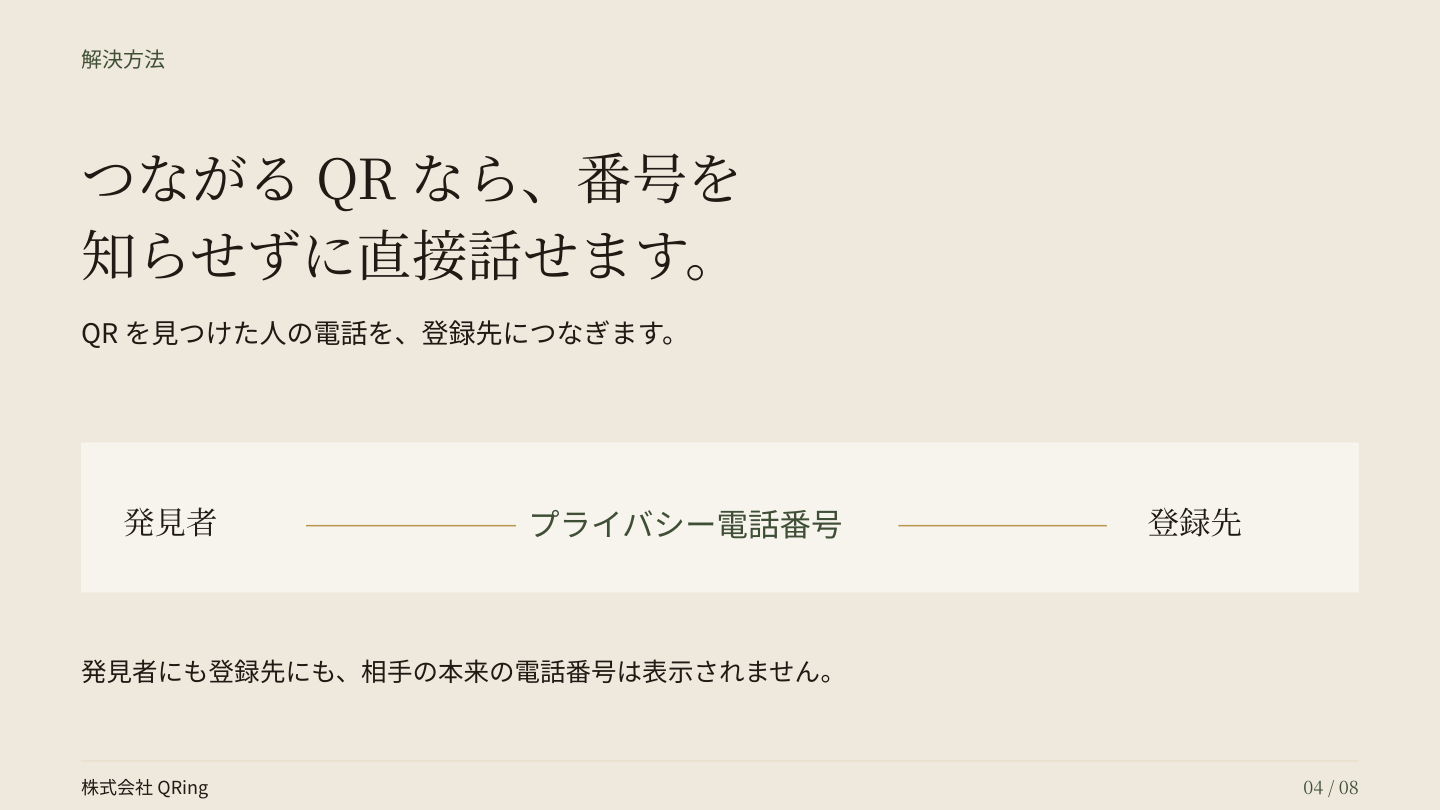 解決方法
つながる QR なら、番号を
知らせずに直接話せます。
QR を見つけた人の電話を、登録先につなぎます。
発見者 プライバシー電話番号 登録先
発見者にも登録先にも、相手の本来の電話番号は表示されません。
株式会社 QRing 04 / 08